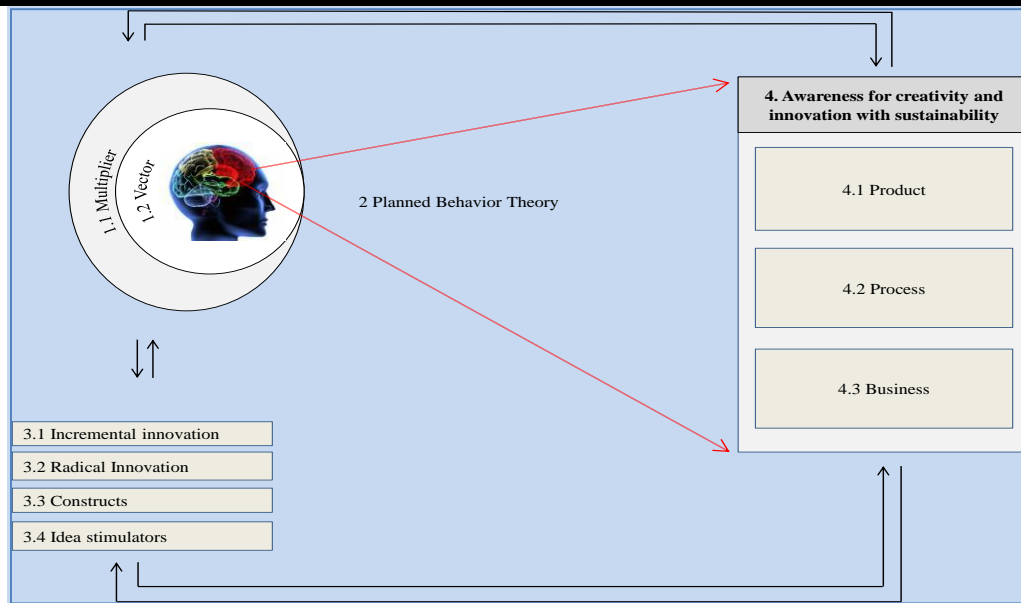 4. Awareness for creativity and
innovation with sustainability
1.1 Multiplier
1.2 Vector
2 Planned Behavior Theory
4.1 Product
4.2 Process
4.3 Business
3.1 Incremental innovation
3.2 Radical Innovation
3.3 Constructs
3.4 Idea stimulators